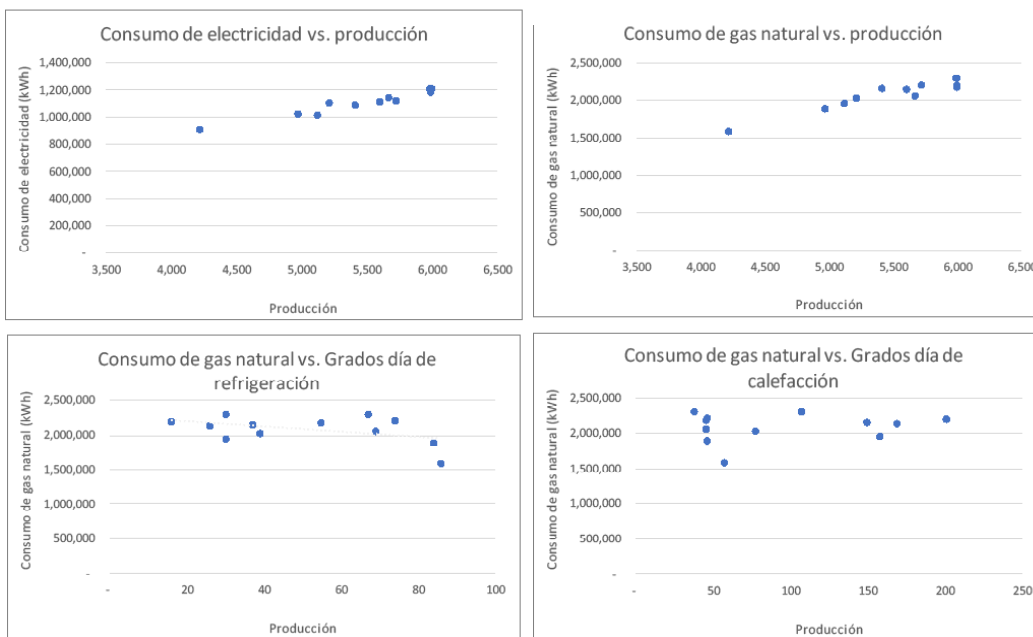 Consumo de electricidad vs. producción
Consumo de electricidad (kWh)
1,400,000
1,200,000
1,000,000
800,000
600,000
400,000
200,000
-
3,500 4,000 4,500 5,000 5,500 6,000 6,500
Producción
Consumo de gas natural vs. producción
Consumo de gas natural (kWh)
2,500,000
2,000,000
1,500,000
1,000,000
500,000
-
3,500 4,000 4,500 5,000 5,500 6,000 6,500
Producción
Consumo de gas natural vs. Grados día de
refrigeración
Consumo de gas natural (kWh)
2,500,000
2,000,000
1,500,000
1,000,000
500,000
-
- 20 40 60 80 100
Producción
Consumo de gas natural vs. Grados día de
calefacción
Consumo de gas natural (kWh)
2,500,000
2,000,000
1,500,000
1,000,000
500,000
-
- 50 100 150 200 250
Producción